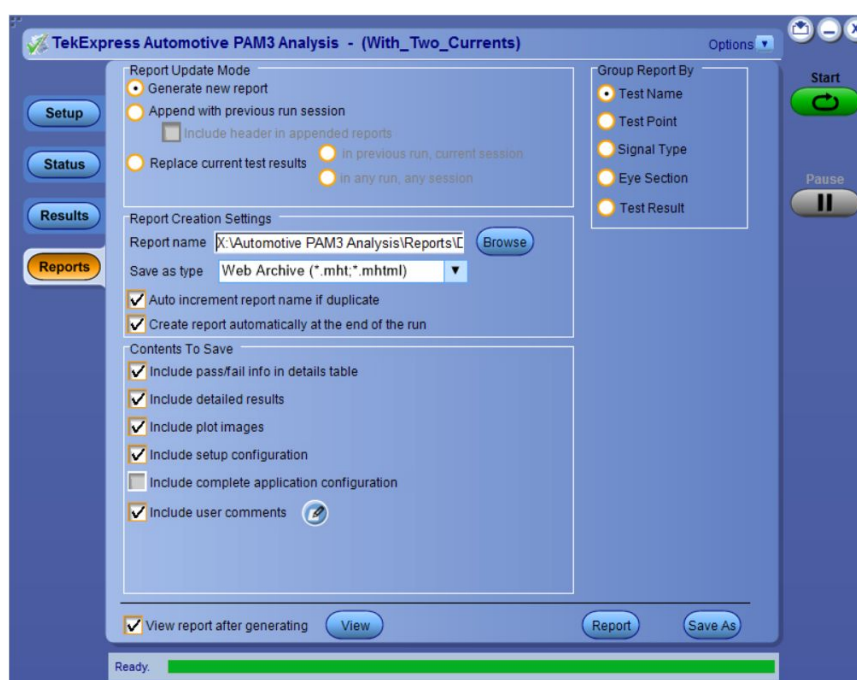 TekExpress Automotive PAM3 Analysis - (With_Two_Currents)
Options
Start
Pause
Setup
Status
Results
Reports
Report Update Mode
Generate new report
Append with previous run session
Include header in appended reports
Replace current test results
in previous run, current session
in any run, any session
Group Report By
Test Name
Test Point
Signal Type
Eye Section
Test Result
Report Creation Settings
Report name X:\Automotive PAM3 Analysis\Reports\D Browse
Save as type Web Archive (*.mht;*.mhtml)
Auto increment report name if duplicate
Create report automatically at the end of the run
Contents To Save
Include pass/fail info in details table
Include detailed results
Include plot images
Include setup configuration
Include complete application configuration
Include user comments
View report after generating View Report Save As
Ready.